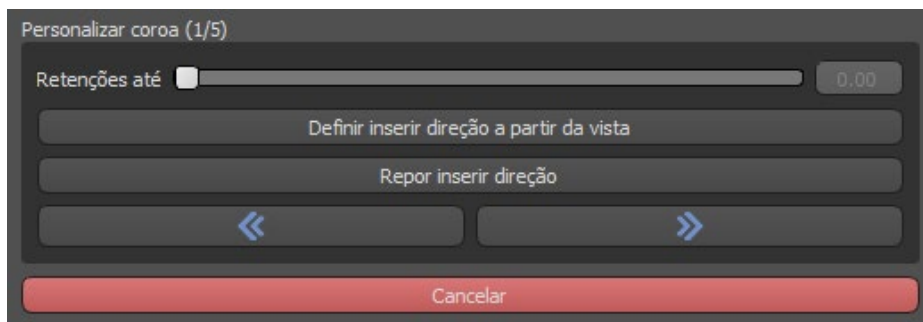 Personalizar coroa (1/5)
Retenções até 0.00
Definir inserir direção a partir da vista
Repor inserir direção
Cancelar